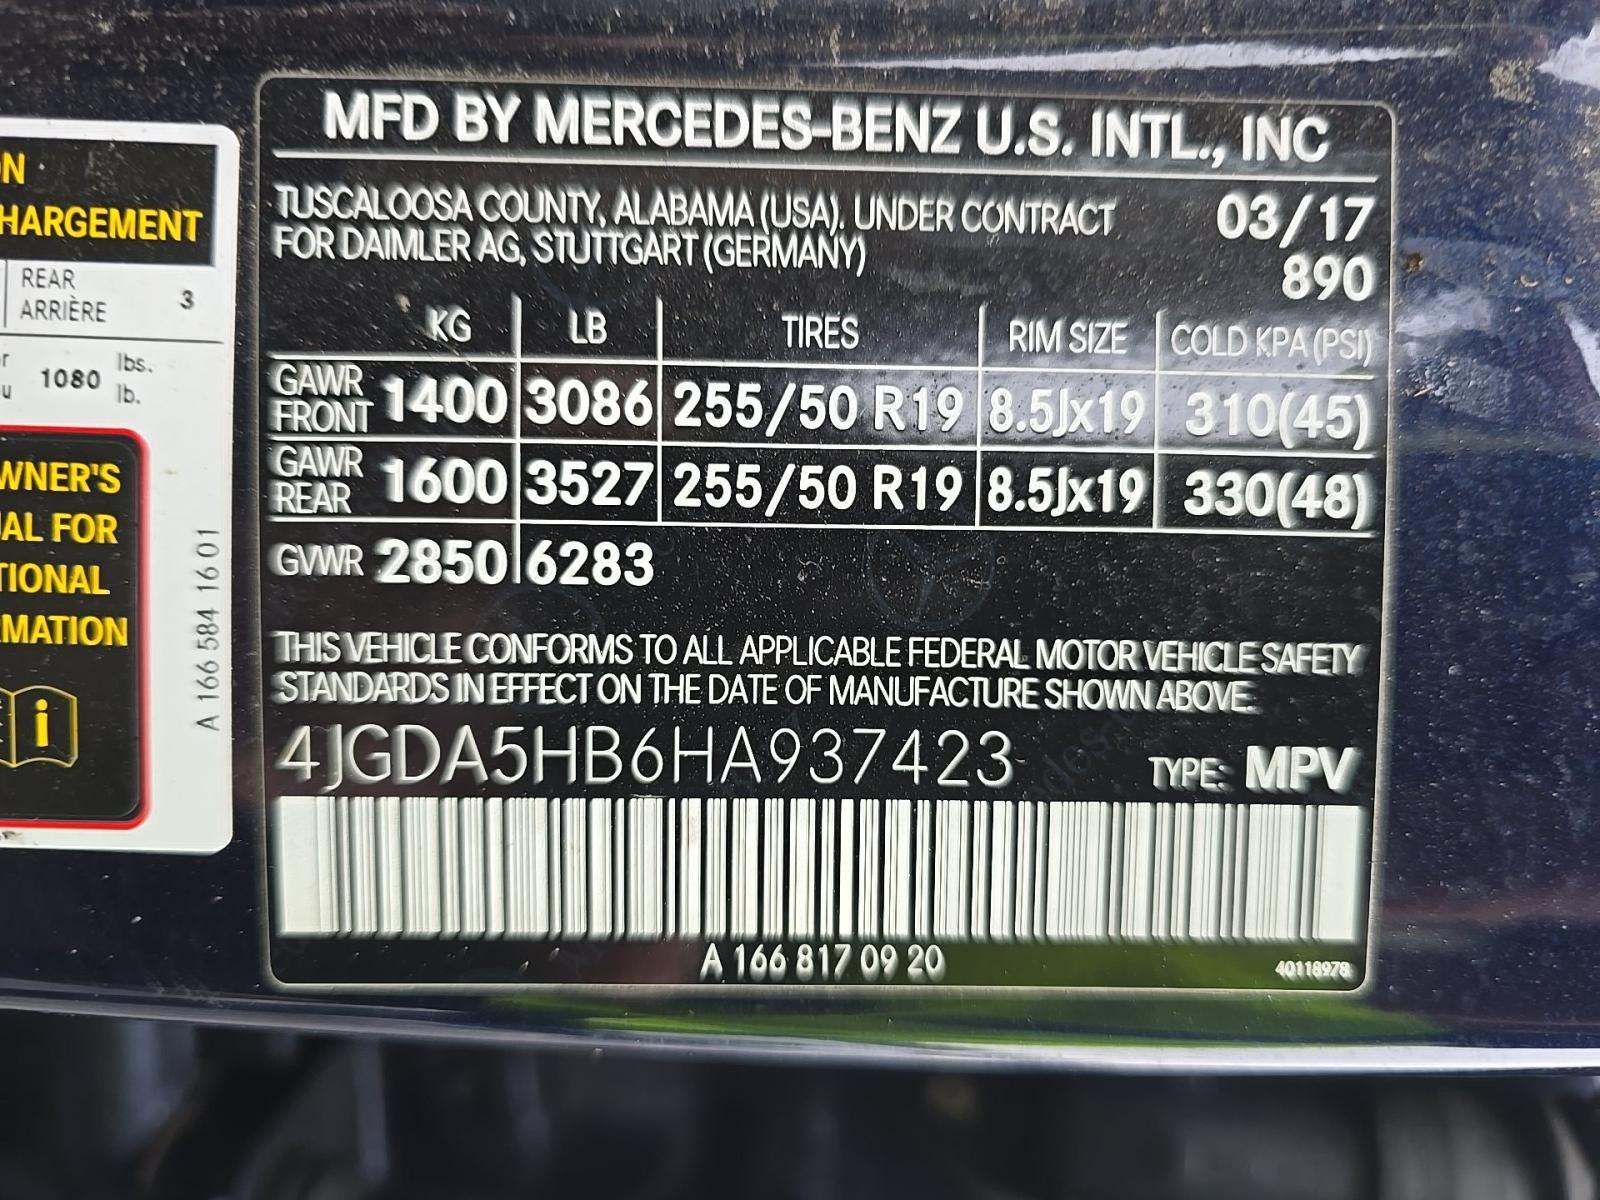 N
HARGEMENT
REAR
ARRIÈRE 3
1080 lbs.
lb.
WNER'S
AL FOR
TIONAL
MATION
i
A 166 584 16 01
MFD BY MERCEDES-BENZ U.S. INTL., INC
TUSCALOOSA COUNTY, ALABAMA (USA). UNDER CONTRACT
FOR DAIMLER AG, STUTTGART (GERMANY)
03/17
890
KG LB TIRES RIM SIZE COLD KPA (PSI)
GAWR FRONT 1400 3086 255/50 R19 8.5Jx19 310(45)
GAWR REAR 1600 3527 255/50 R19 8.5Jx19 330(48)
GVWR 2850 6283
THIS VEHICLE CONFORMS TO ALL APPLICABLE FEDERAL MOTOR VEHICLE SAFETY
STANDARDS IN EFFECT ON THE DATE OF MANUFACTURE SHOWN ABOVE.
4JGDA5HB6HA937423
TYPE: MPV
A 166 817 09 20
40118978